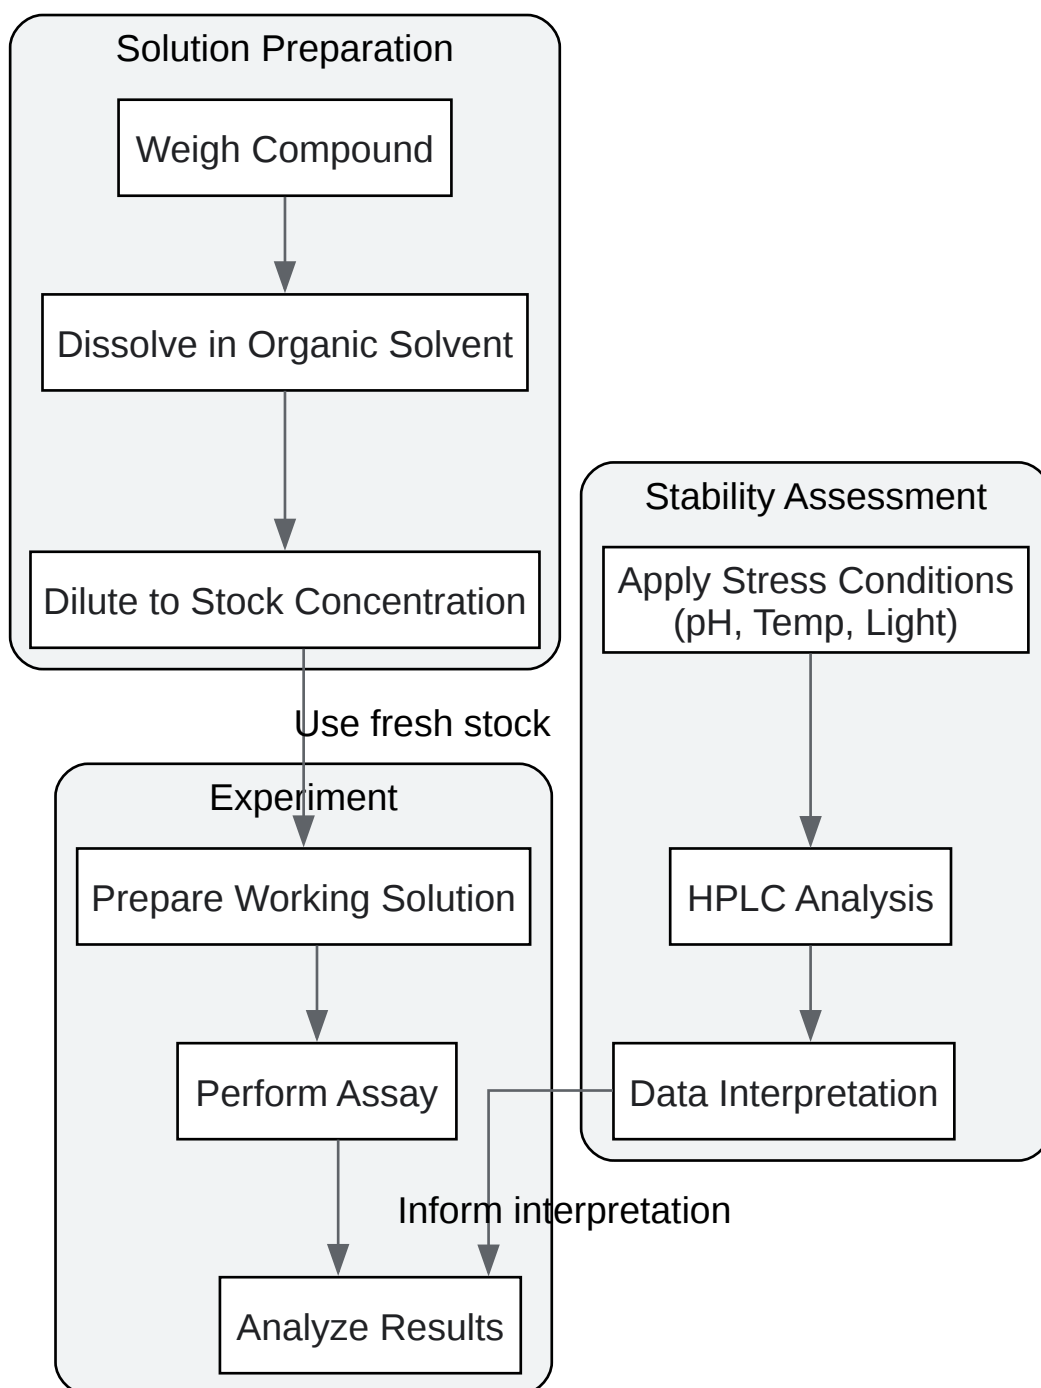 Solution Preparation
Weigh Compound
Dissolve in Organic Solvent
Dilute to Stock Concentration
Use fresh stock
Experiment
Prepare Working Solution
Perform Assay
Analyze Results
Stability Assessment
Apply Stress Conditions
(pH, Temp, Light)
HPLC Analysis
Data Interpretation
Inform interpretation